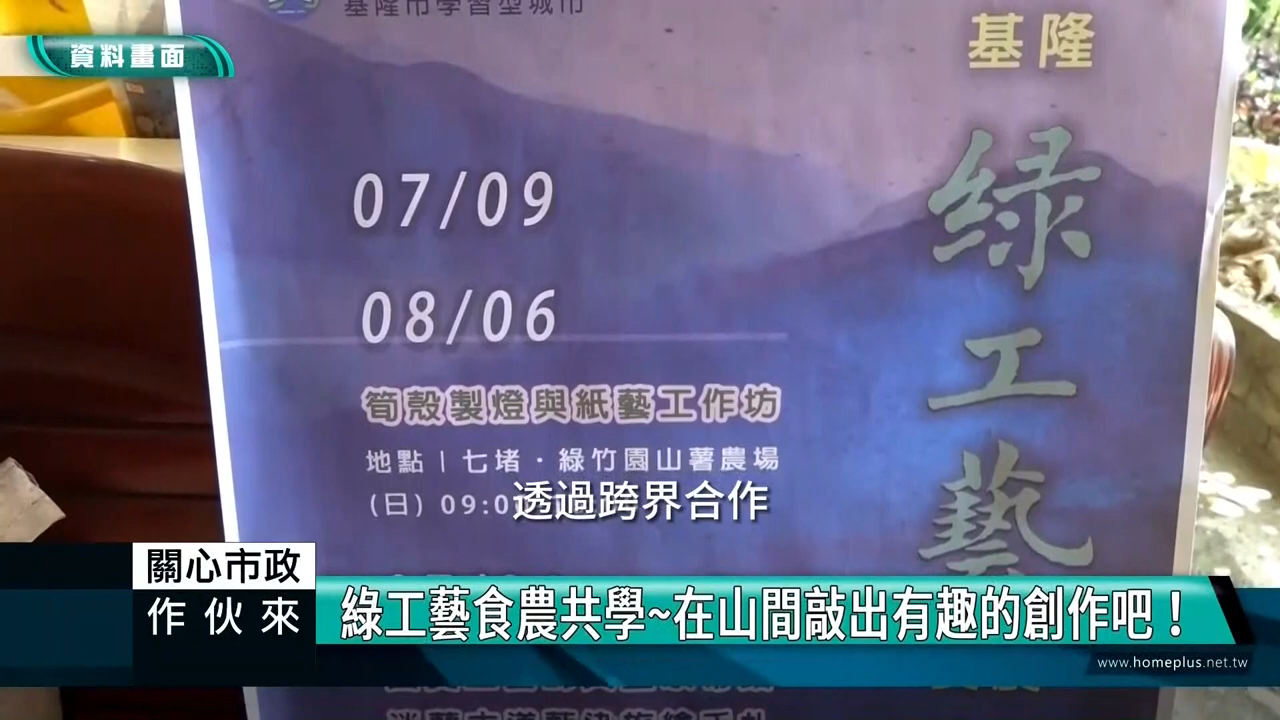 資料畫面
基隆市學習型城市
基隆
綠工藝
07/09
08/06
筍殼製燈與紙藝工作坊
地點|七堵·綠竹園山薯農場
(日) 09:0
透過跨界合作
關心市政
作伙來
綠工藝食農共學~在山間敲出有趣的創作吧！
www.homeplus.net.tw